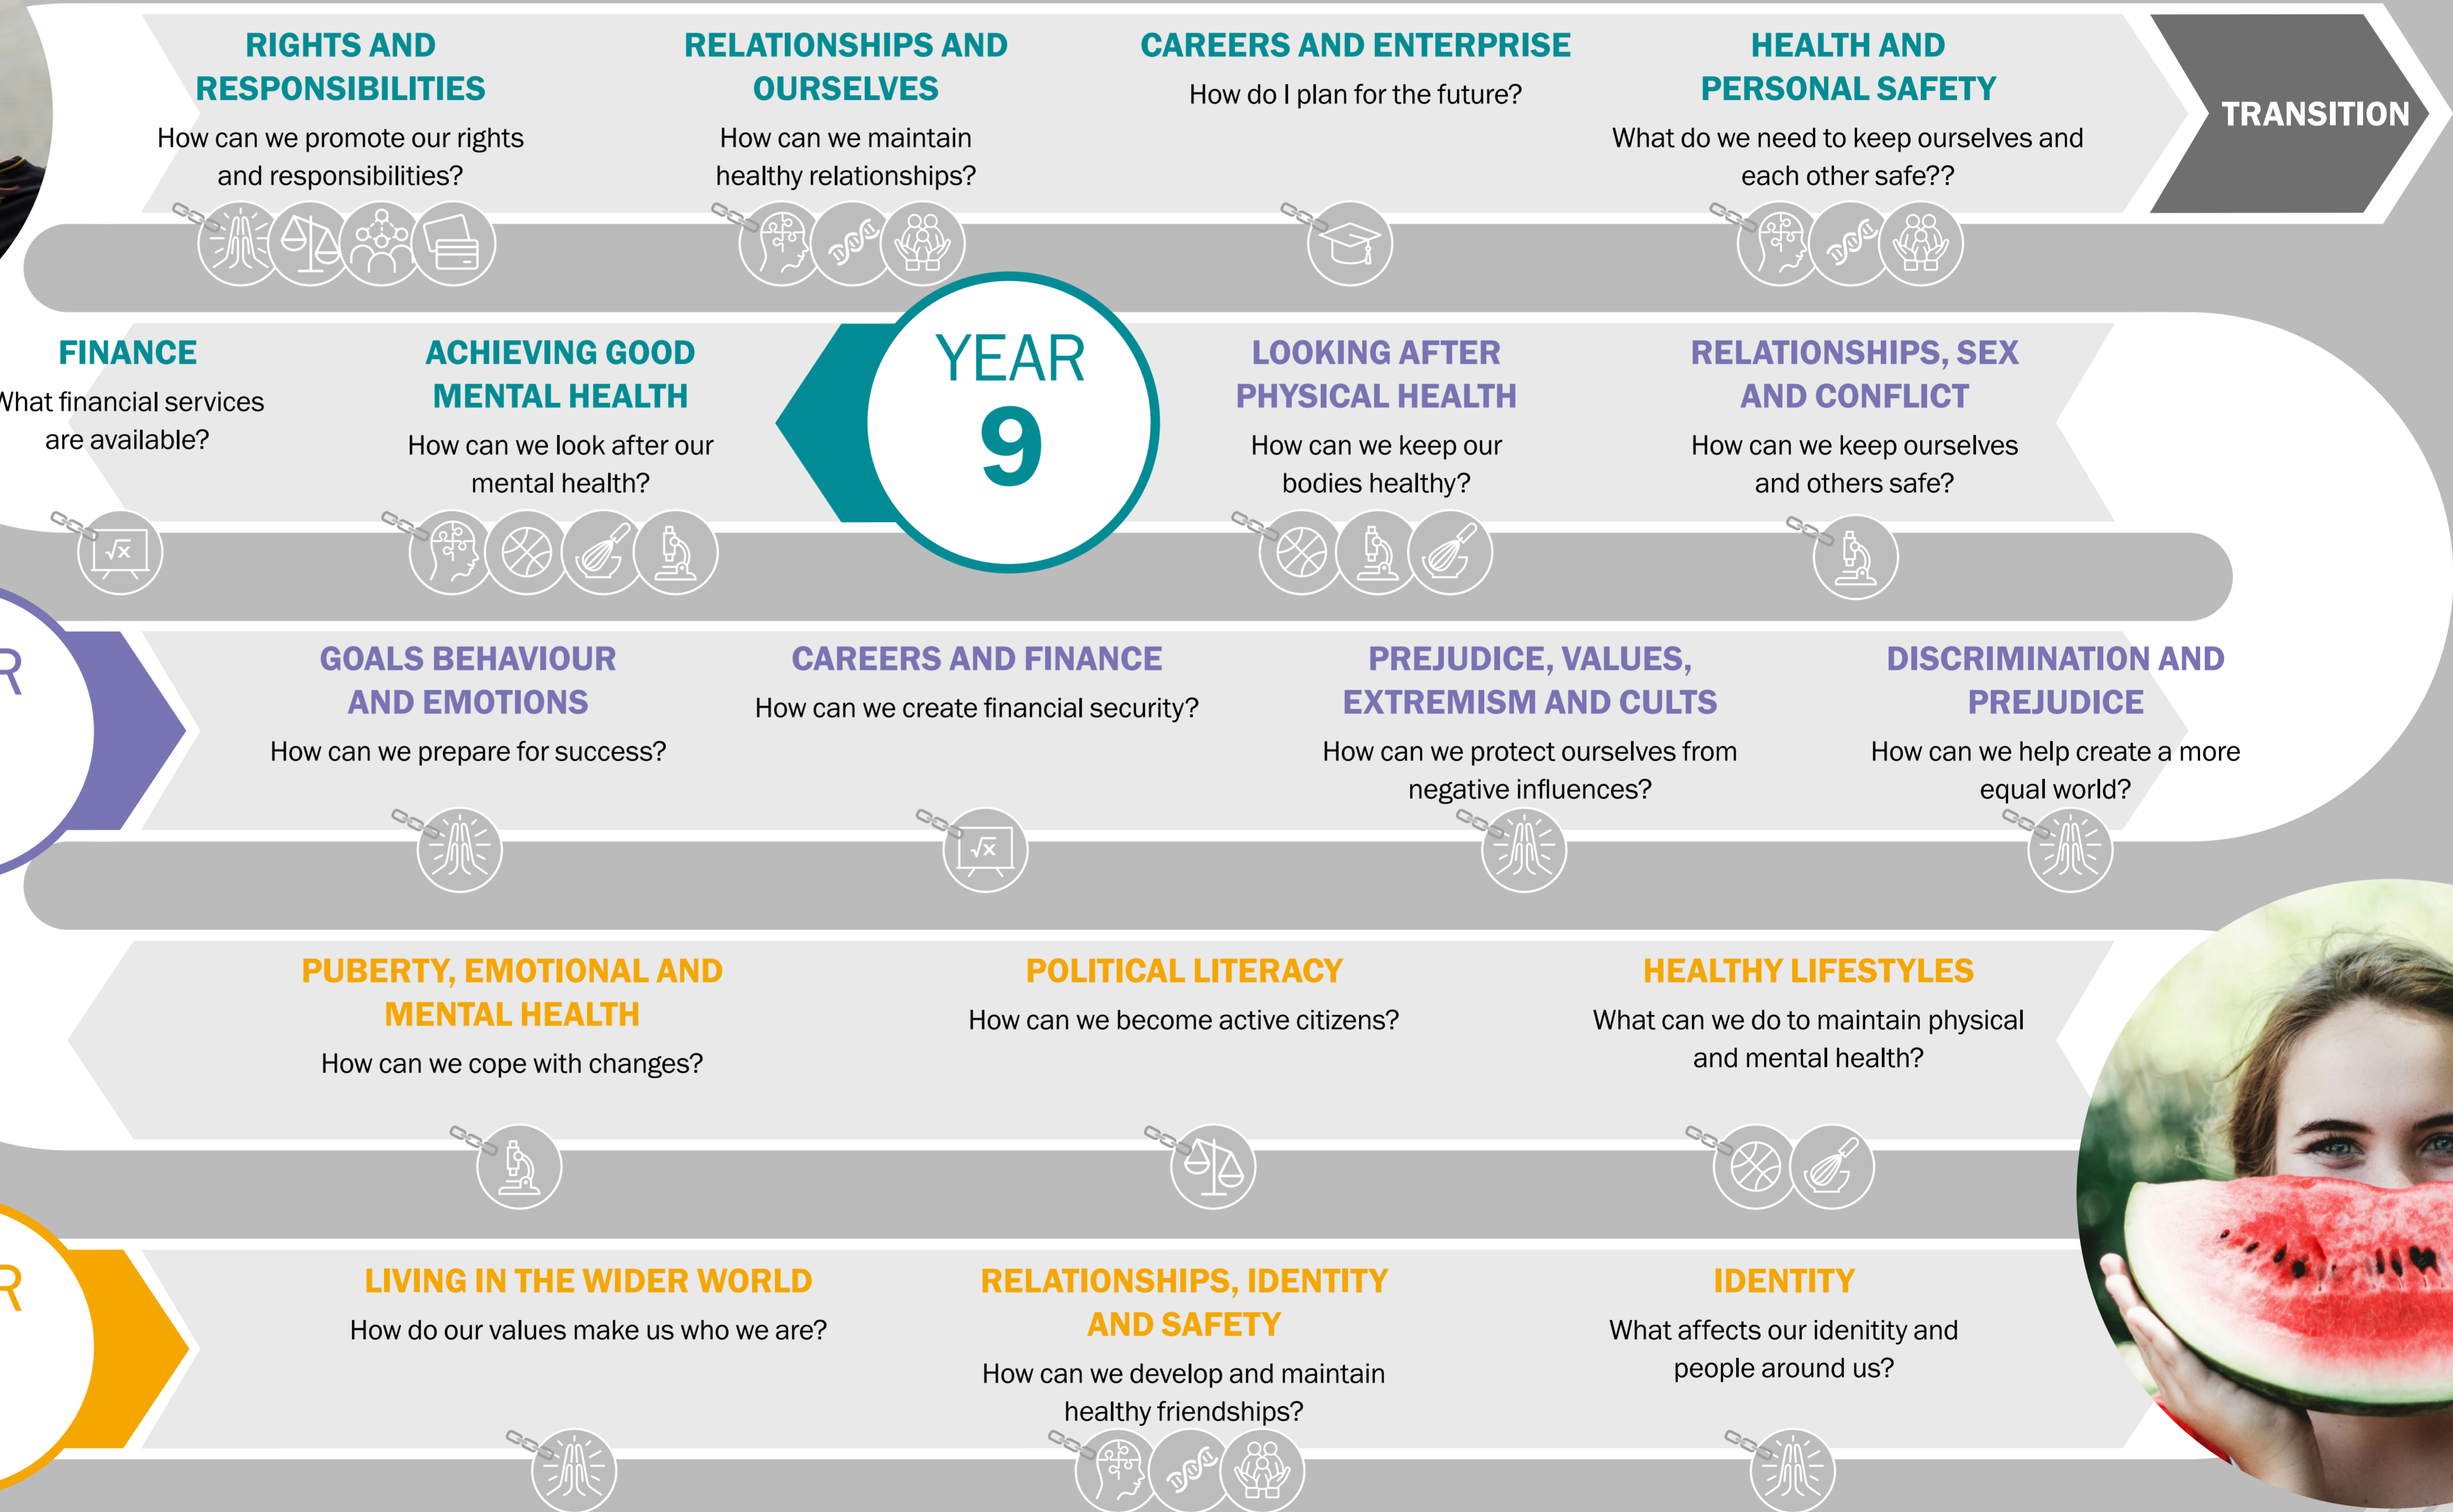 RIGHTS AND
RESPONSIBILITIES
How can we promote our rights
and responsibilities?
RELATIONSHIPS AND
OURSELVES
How can we maintain
healthy relationships?
CAREERS AND ENTERPRISE
How do I plan for the future?
HEALTH AND
PERSONAL SAFETY
What do we need to keep ourselves and
each other safe??
TRANSITION
FINANCE
What financial services
are available?
√x
ACHIEVING GOOD
MENTAL HEALTH
How can we look after our
mental health?
YEAR
9
LOOKING AFTER
PHYSICAL HEALTH
How can we keep our
bodies healthy?
RELATIONSHIPS, SEX
AND CONFLICT
How can we keep ourselves
and others safe?
R
GOALS BEHAVIOUR
AND EMOTIONS
How can we prepare for success?
CAREERS AND FINANCE
How can we create financial security?
√x
PREJUDICE, VALUES,
EXTREMISM AND CULTS
How can we protect ourselves from
negative influences?
DISCRIMINATION AND
PREJUDICE
How can we help create a more
equal world?
PUBERTY, EMOTIONAL AND
MENTAL HEALTH
How can we cope with changes?
POLITICAL LITERACY
How can we become active citizens?
HEALTHY LIFESTYLES
What can we do to maintain physical
and mental health?
R
LIVING IN THE WIDER WORLD
How do our values make us who we are?
RELATIONSHIPS, IDENTITY
AND SAFETY
How can we develop and maintain
healthy friendships?
IDENTITY
What affects our idenitity and
people around us?